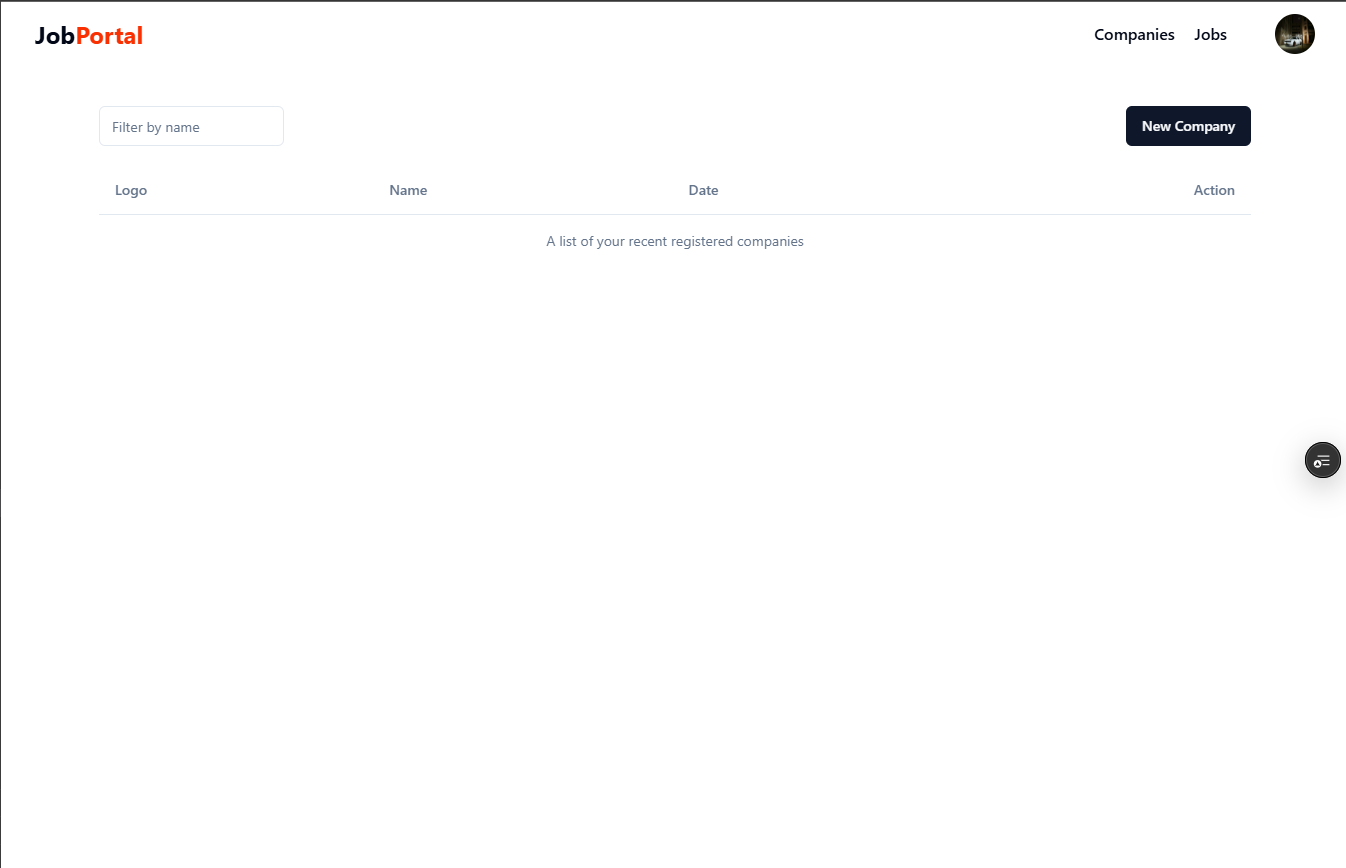 JobPortal
Companies Jobs
Filter by name
New Company
Logo Name Date Action
A list of your recent registered companies